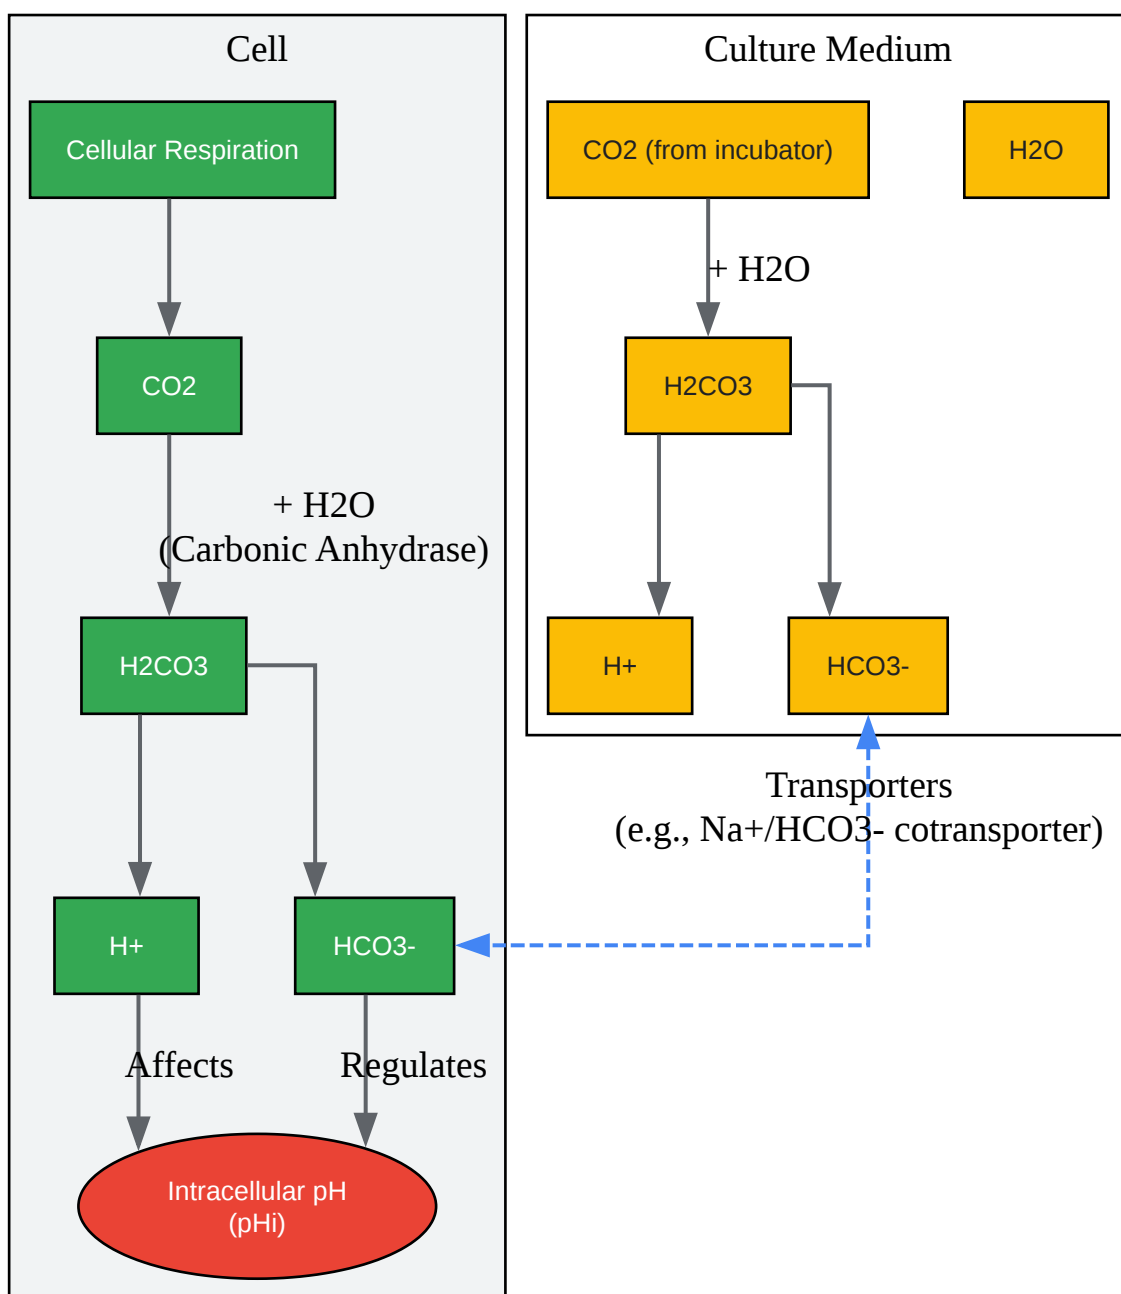 Cell
Cellular Respiration
CO2
+ H2O
(Carbonic Anhydrase)
H2CO3
H+
HCO3-
Affects
Regulates
Intracellular pH
(pHi)
Culture Medium
CO2 (from incubator)
H2O
+ H2O
H2CO3
H+
HCO3-
Transporters
(e.g., Na+/HCO3- cotransporter)